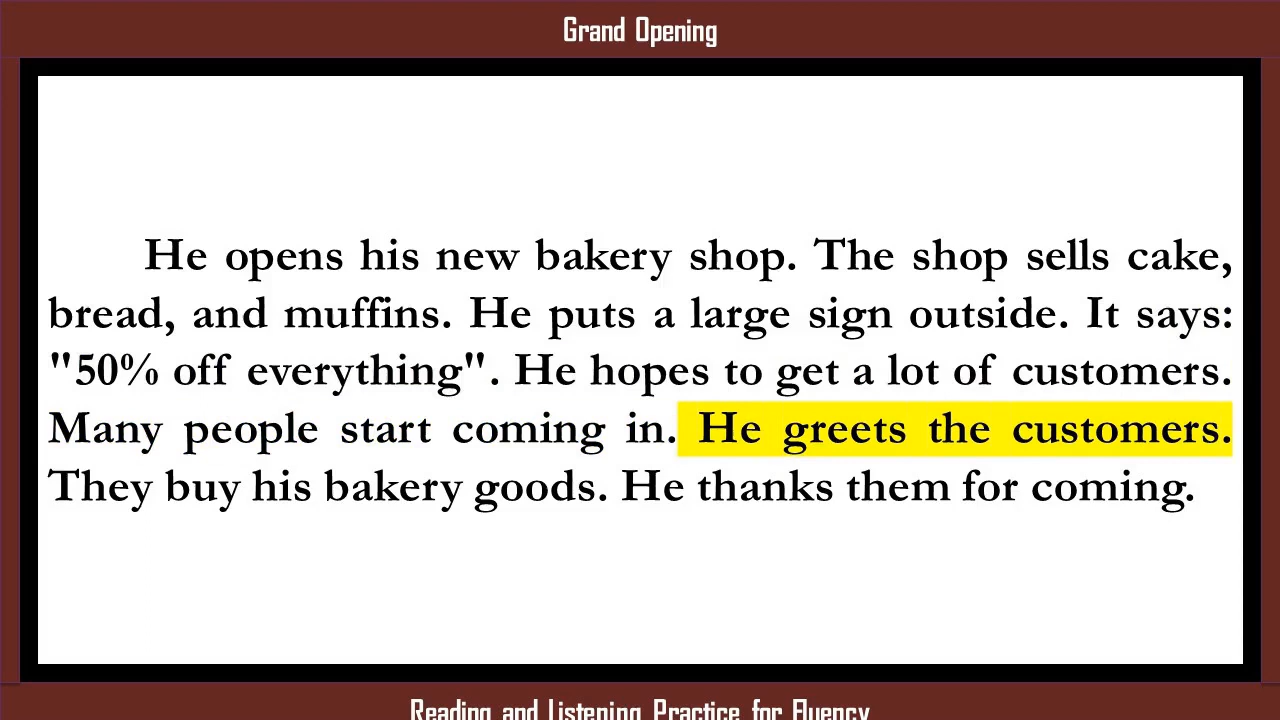 Grand Opening
He opens his new bakery shop. The shop sells cake,
bread, and muffins. He puts a large sign outside. It says:
"50% off everything". He hopes to get a lot of customers.
Many people start coming in. He greets the customers.
They buy his bakery goods. He thanks them for coming.
Reading and Listening Practice for Fluency